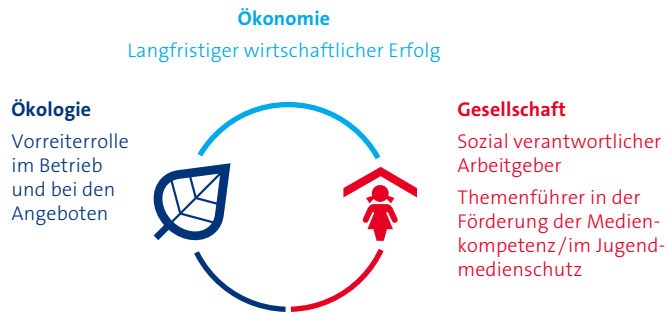 Ökonomie
Langfristiger wirtschaftlicher Erfolg
Ökologie
Vorreiterrolle
im Betrieb
und bei den
Angeboten
Gesellschaft
Sozial verantwortlicher
Arbeitgeber
Themenführer in der
Förderung der Medien-
kompetenz/im Jugend-
medienschutz